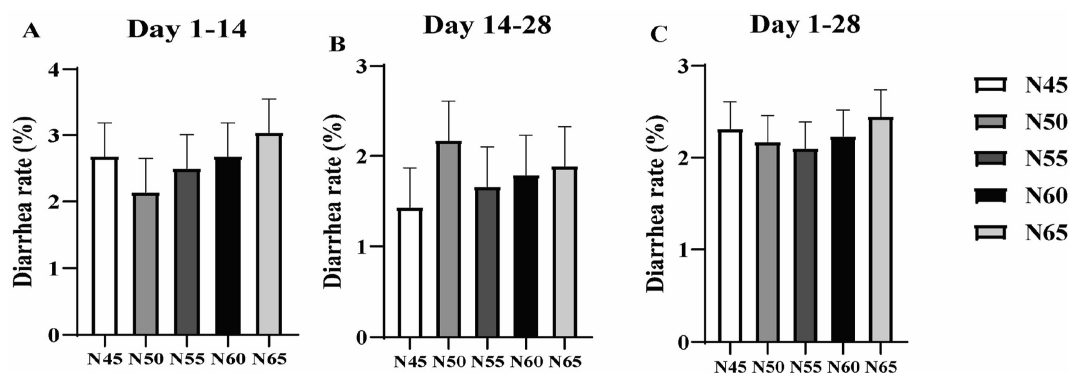 A
Day 1-14
Diarrhea rate (%)
4
3
2
1
0
N45 N50 N55 N60 N65
B
Day 14-28
Diarrhea rate (%)
3
2
1
0
N45 N50 N55 N60 N65
C
Day 1-28
Diarrhea rate (%)
3
2
1
0
N45 N50 N55 N60 N65
N45
N50
N55
N60
N65